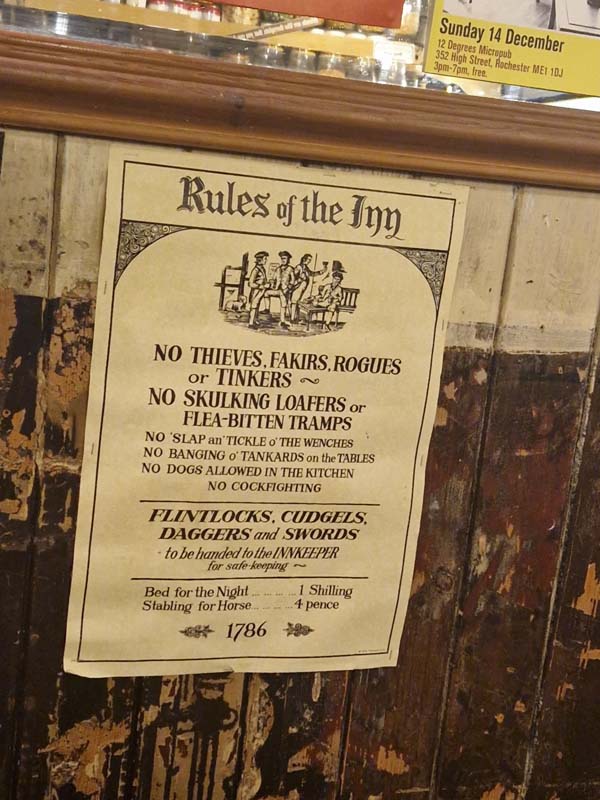 Sunday 14 December
12 Degrees Micropub
352 High Street, Rochester ME1 1DJ
3pm-7pm, free.
Rules of the Inn
NO THIEVES, FAKIRS, ROGUES
or TINKERS ~
NO SKULKING LOAFERS or
FLEA-BITTEN TRAMPS
NO 'SLAP an' TICKLE o' THE WENCHES
NO BANGING o' TANKARDS on the TABLES
NO DOGS ALLOWED IN THE KITCHEN
NO COCKFIGHTING
FLINTLOCKS, CUDGELS,
DAGGERS and SWORDS
- to be handed to the INNKEEPER
for safe-keeping ~
Bed for the Night ... ... ... ... 1 Shilling
Stabling for Horse... ... ... ... 4 pence
1786